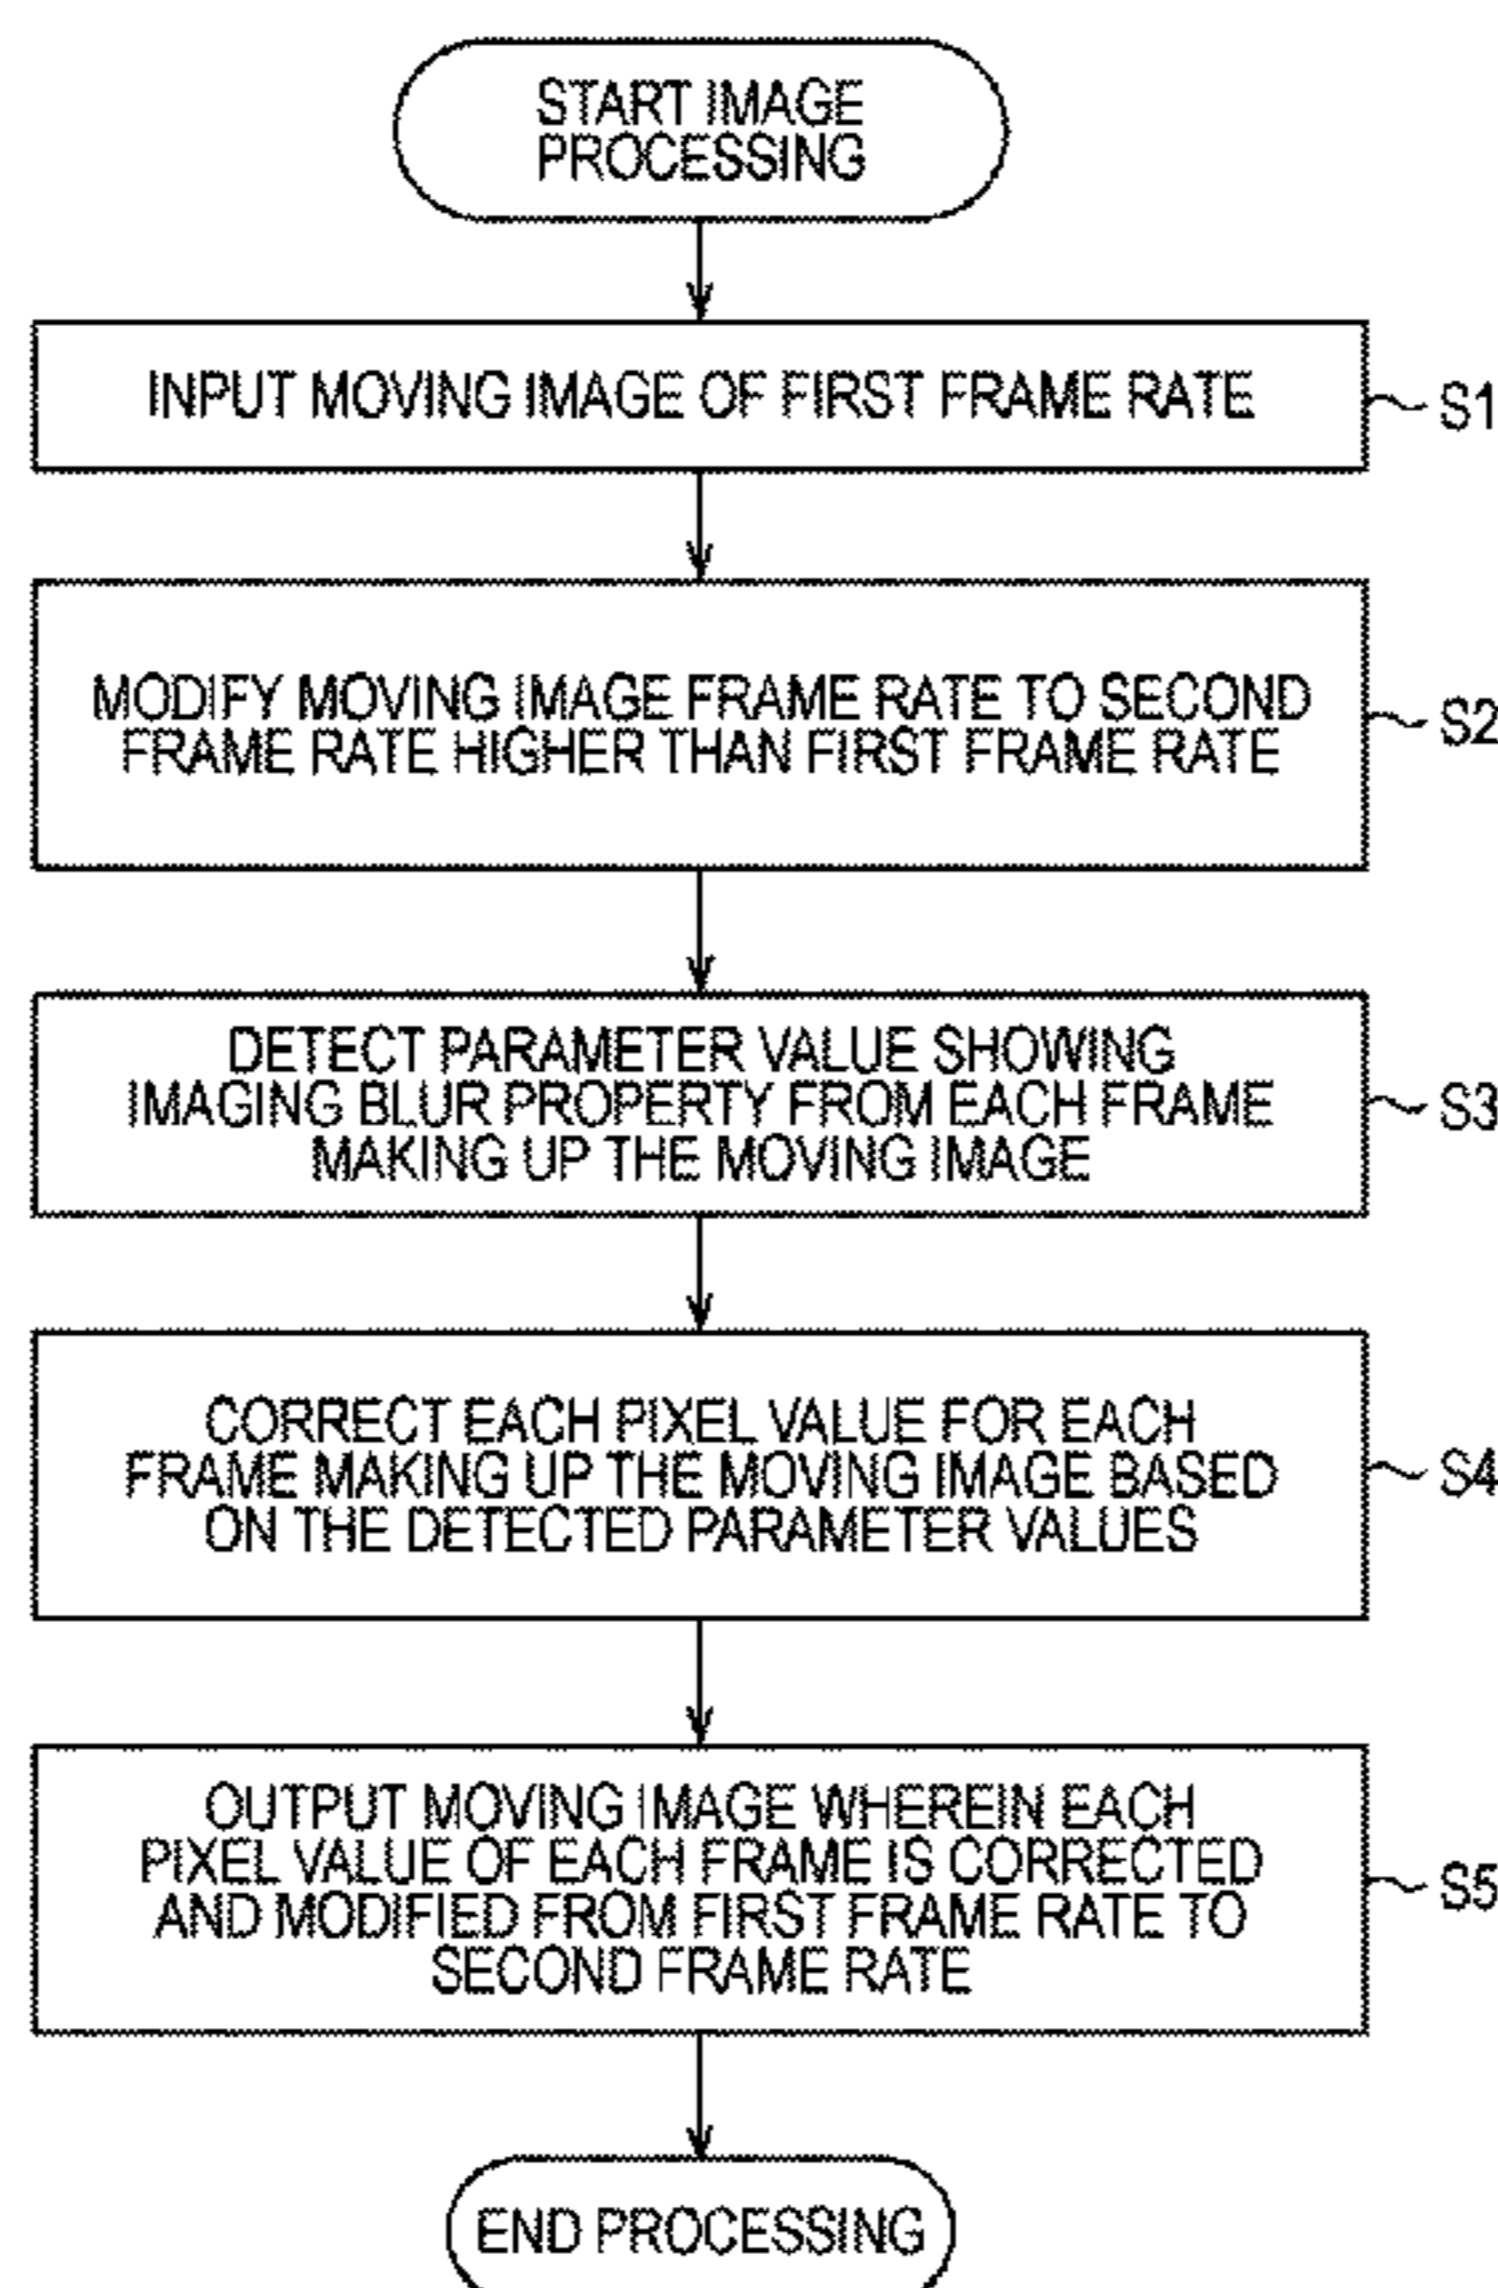 START IMAGE
PROCESSING
INPUT MOVING IMAGE OF FIRST FRAME RATE
S1
MODIFY MOVING IMAGE FRAME RATE TO SECOND
FRAME RATE HIGHER THAN FIRST FRAME RATE
S2
DETECT PARAMETER VALUE SHOWING
IMAGING BLUR PROPERTY FROM EACH FRAME
MAKING UP THE MOVING IMAGE
S3
CORRECT EACH PIXEL VALUE FOR EACH
FRAME MAKING UP THE MOVING IMAGE BASED
ON THE DETECTED PARAMETER VALUES
S4
OUTPUT MOVING IMAGE WHEREIN EACH
PIXEL VALUE OF EACH FRAME IS CORRECTED
AND MODIFIED FROM FIRST FRAME RATE TO
SECOND FRAME RATE
S5
END PROCESSING